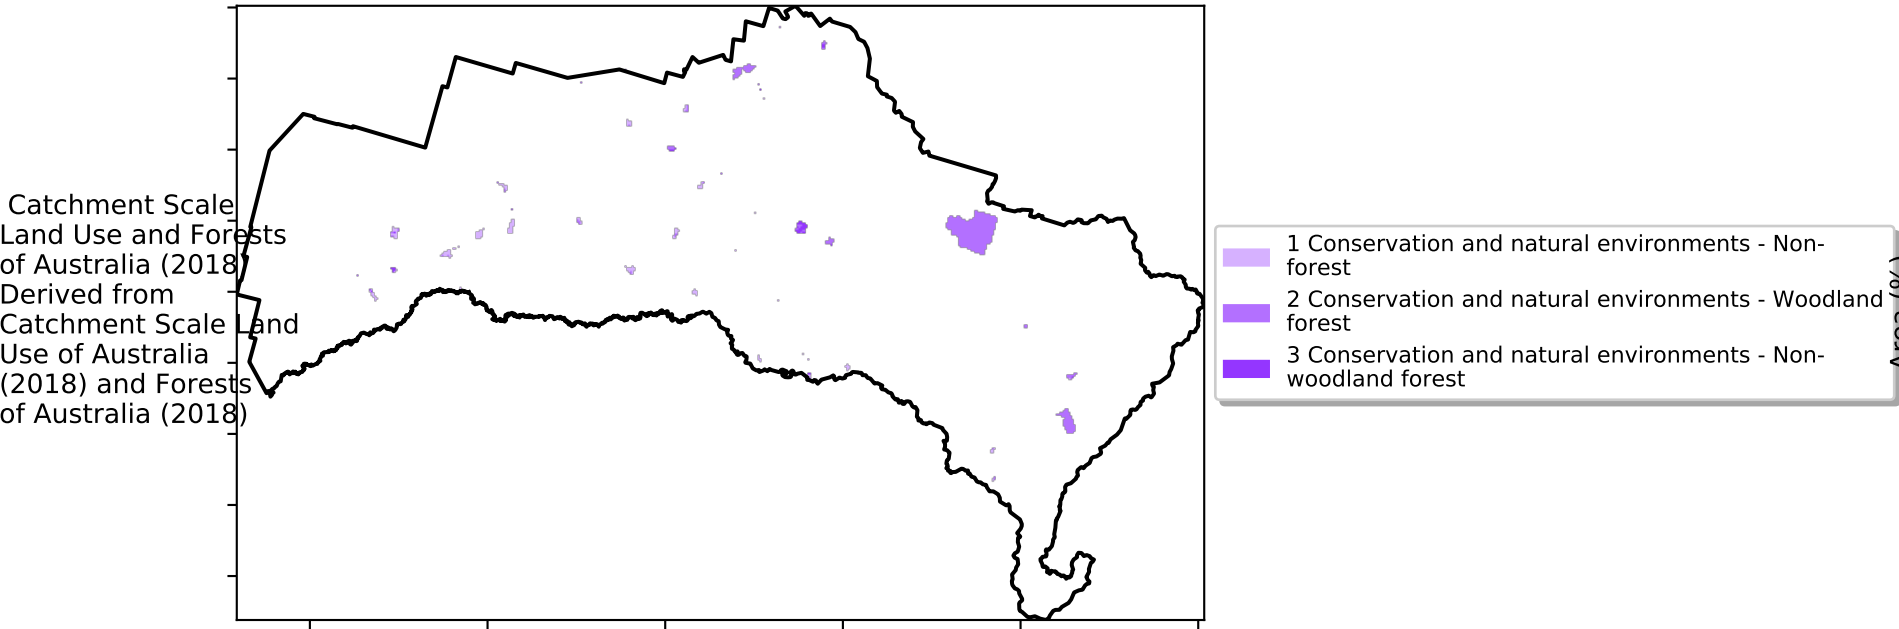 Catchment Scale
Land Use and Forests
of Australia (2018)
Derived from
Catchment Scale Land
Use of Australia
(2018) and Forests
of Australia (2018)
1 Conservation and natural environments - Non-
forest
2 Conservation and natural environments - Woodland
forest
3 Conservation and natural environments - Non-
woodland forest